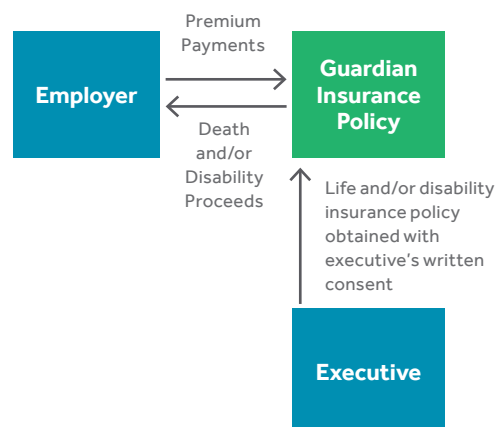 Premium
Payments
Employer
Guardian
Insurance
Policy
Death
and/or
Disability
Proceeds
Life and/or disability
insurance policy
obtained with
executive’s written
consent
Executive